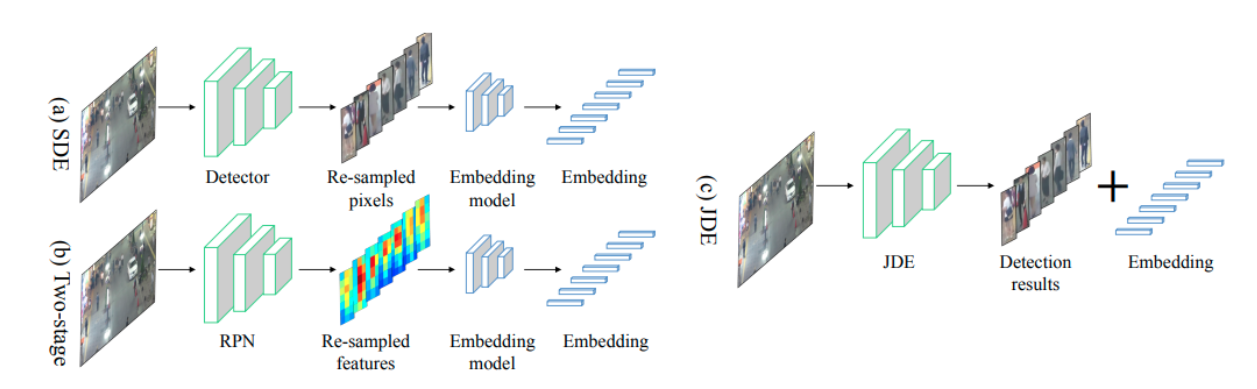 (a) SDE
Detector
Re-sampled
pixels
Embedding
model
Embedding
(b) Two-stage
RPN
Re-sampled
features
Embedding
model
Embedding
(c) JDE
JDE
Detection
results
+
Embedding